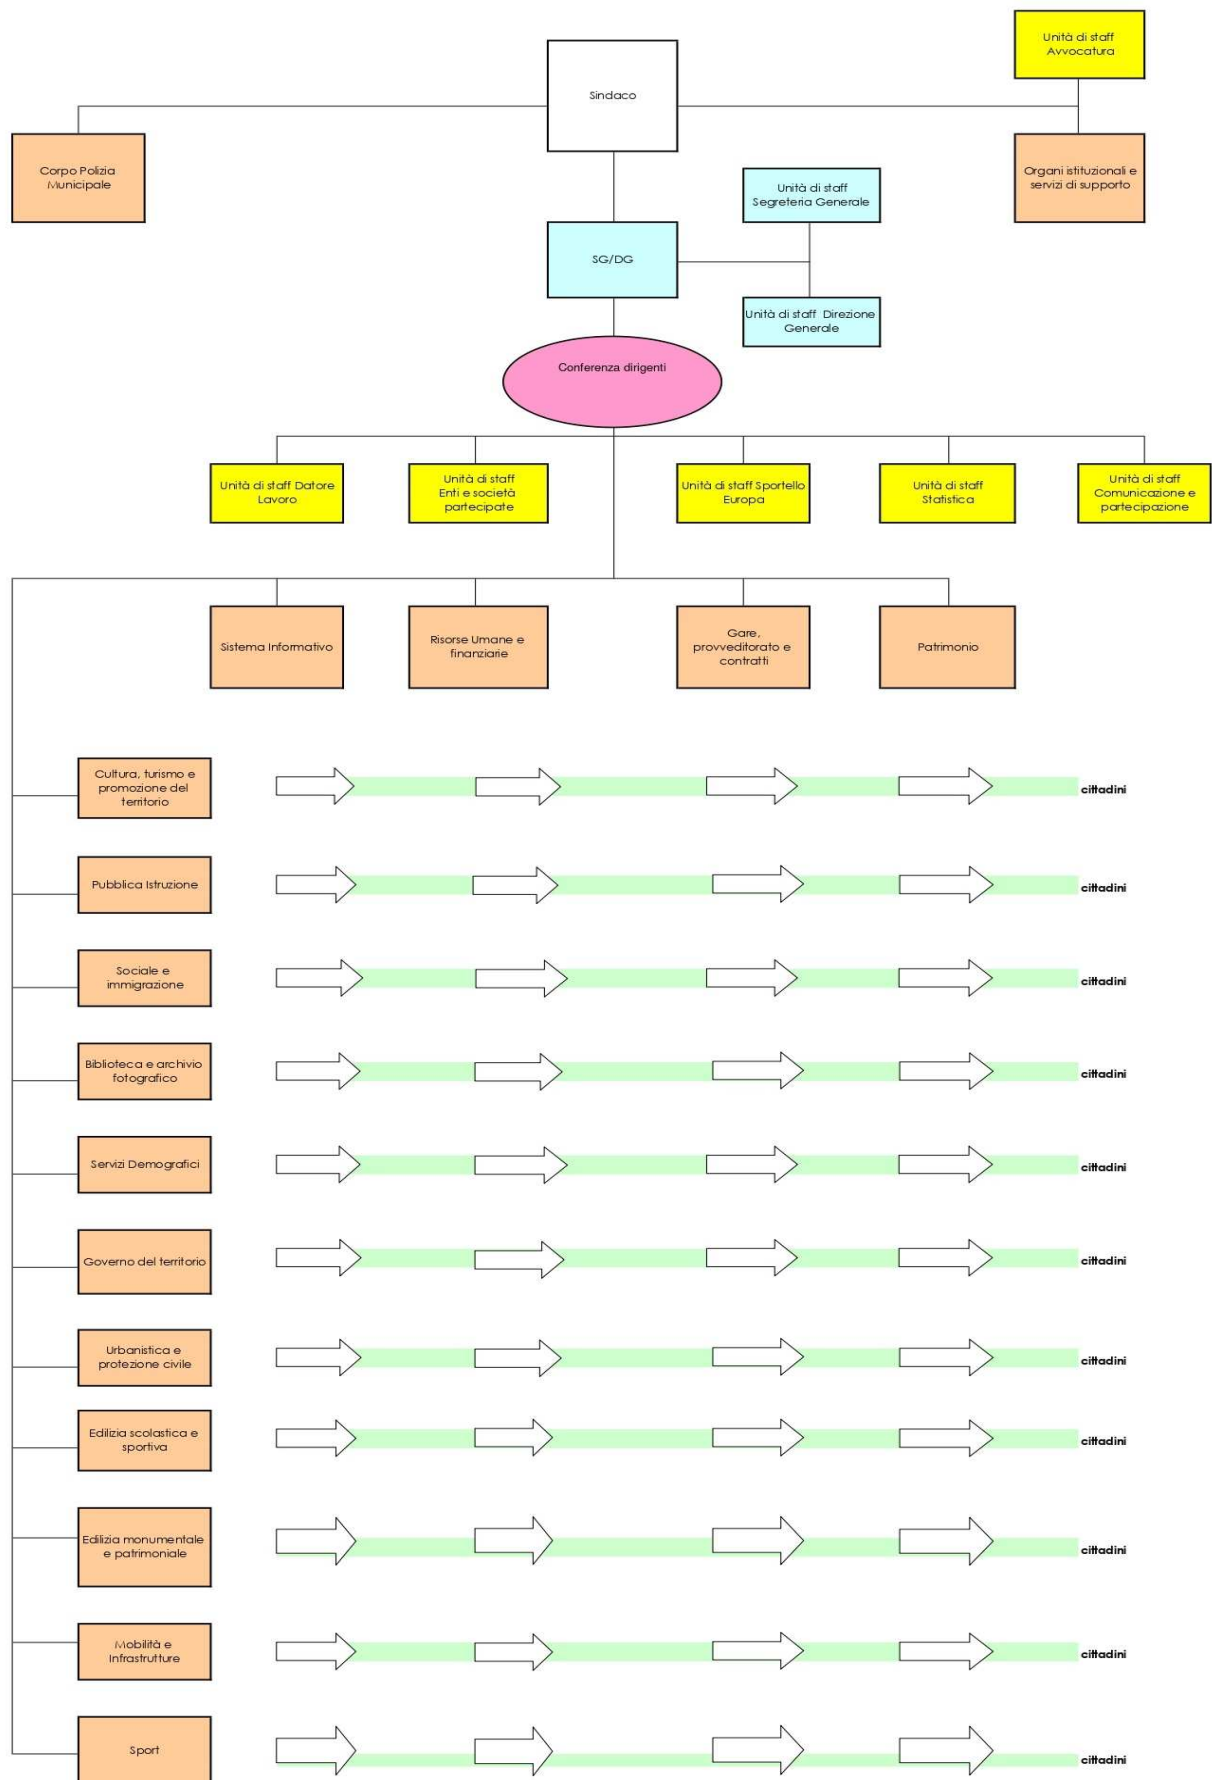 Unità di staff
Avvocatura
Sindaco
Corpo Polizia
Municipale
Organi istituzionali e
servizi di supporto
Unità di staff
Segreteria Generale
SG/DG
Unità di staff Direzione
Generale
Conferenza dirigenti
Unità di staff Datore
Lavoro
Unità di staff
Enti e società
partecipate
Unità di staff Sportello
Europa
Unità di staff
Statistica
Unità di staff
Comunicazione e
partecipazione
Sistema Informativo
Risorse Umane e
finanziarie
Gare,
provveditorato e
contratti
Patrimonio
Cultura, turismo e
promozione del
territorio
cittadini
Pubblica Istruzione
cittadini
Sociale e
immigrazione
cittadini
Biblioteca e archivio
fotografico
cittadini
Servizi Demografici
cittadini
Governo del territorio
cittadini
Urbanistica e
protezione civile
cittadini
Edilizia scolastica e
sportiva
cittadini
Edilizia monumentale
e patrimoniale
cittadini
Mobilità e
Infrastrutture
cittadini
Sport
cittadini